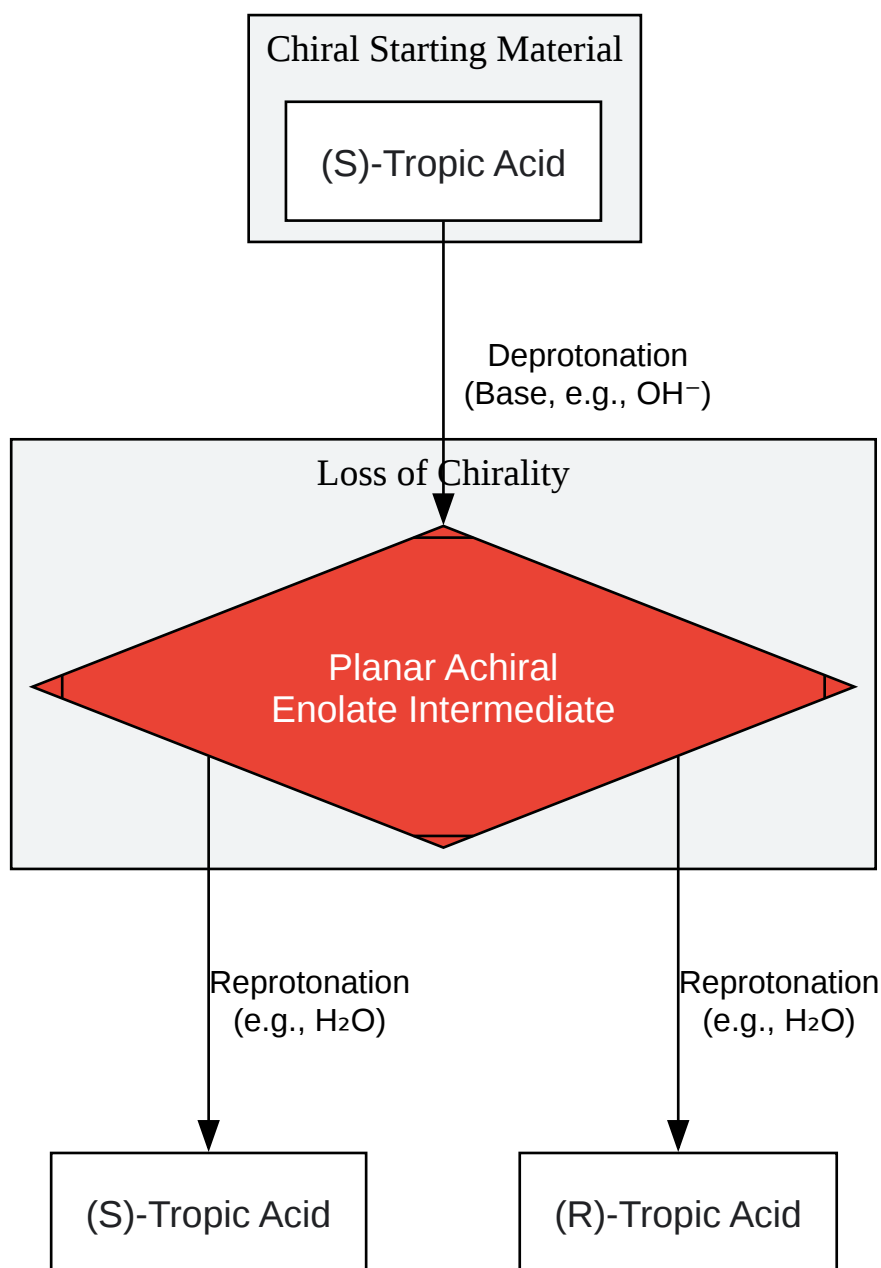 Chiral Starting Material
(S)-Tropic Acid
Deprotonation
(Base, e.g., OH⁻)
Loss of Chirality
Planar Achiral
Enolate Intermediate
Reprotonation
(e.g., H₂O)
Reprotonation
(e.g., H₂O)
(S)-Tropic Acid
(R)-Tropic Acid